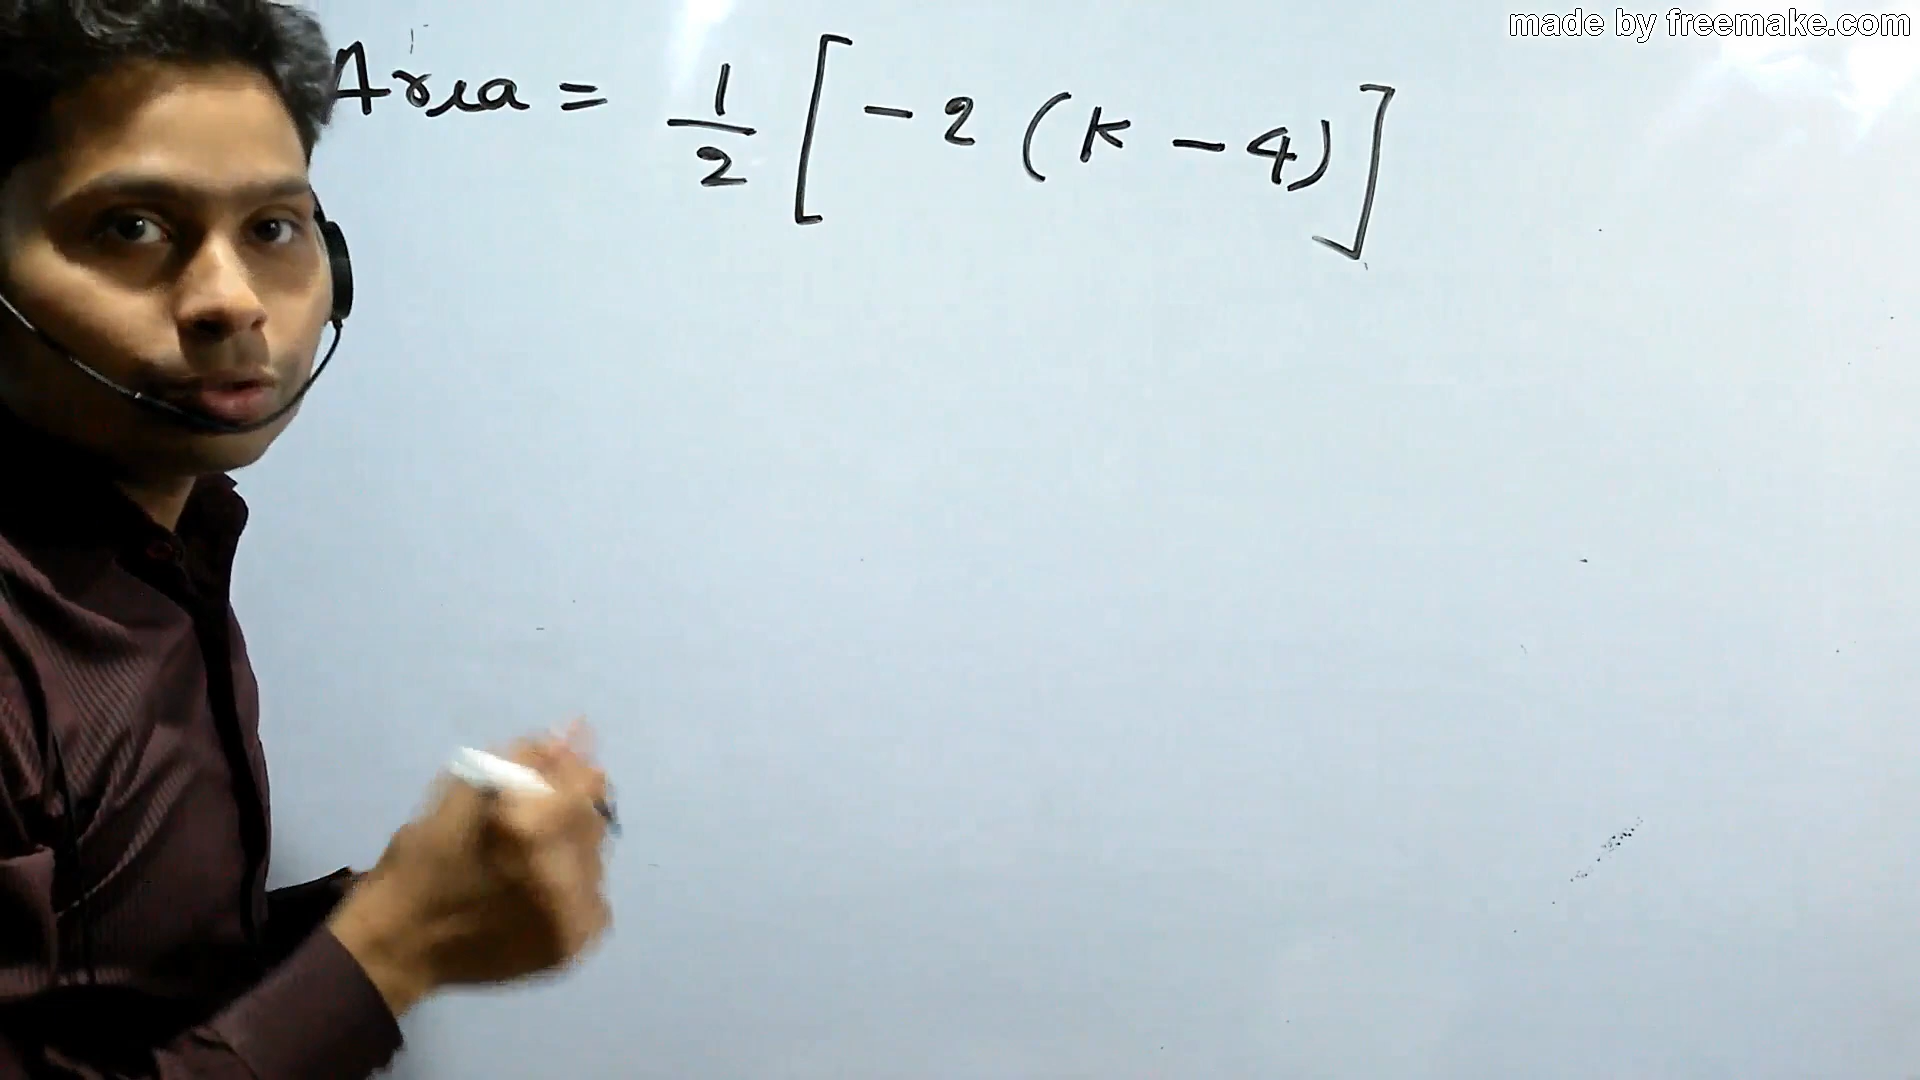 made by freemake.com
Area = 1/2 [ - 2 ( k - 4 ) ]